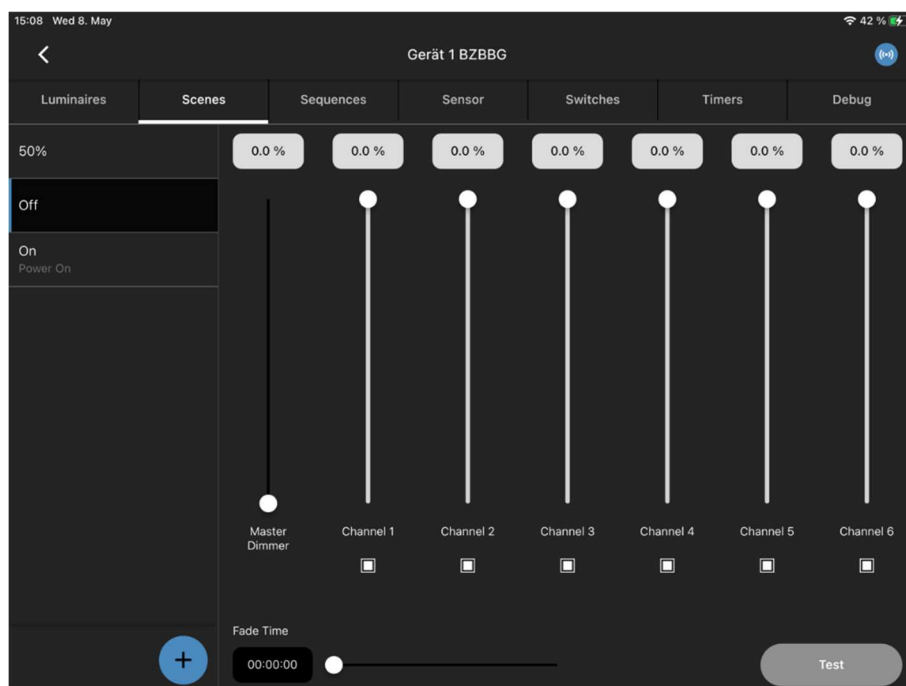 15:08 Wed 8. May
42 %
Gerät 1 BZBBG
Luminaires Scenes Sequences Sensor Switches Timers Debug
50%
Off
On
Power On
0.0 % 0.0 % 0.0 % 0.0 % 0.0 % 0.0 % 0.0 %
Master
Dimmer
Channel 1 Channel 2 Channel 3 Channel 4 Channel 5 Channel 6
Fade Time
00:00:00
Test